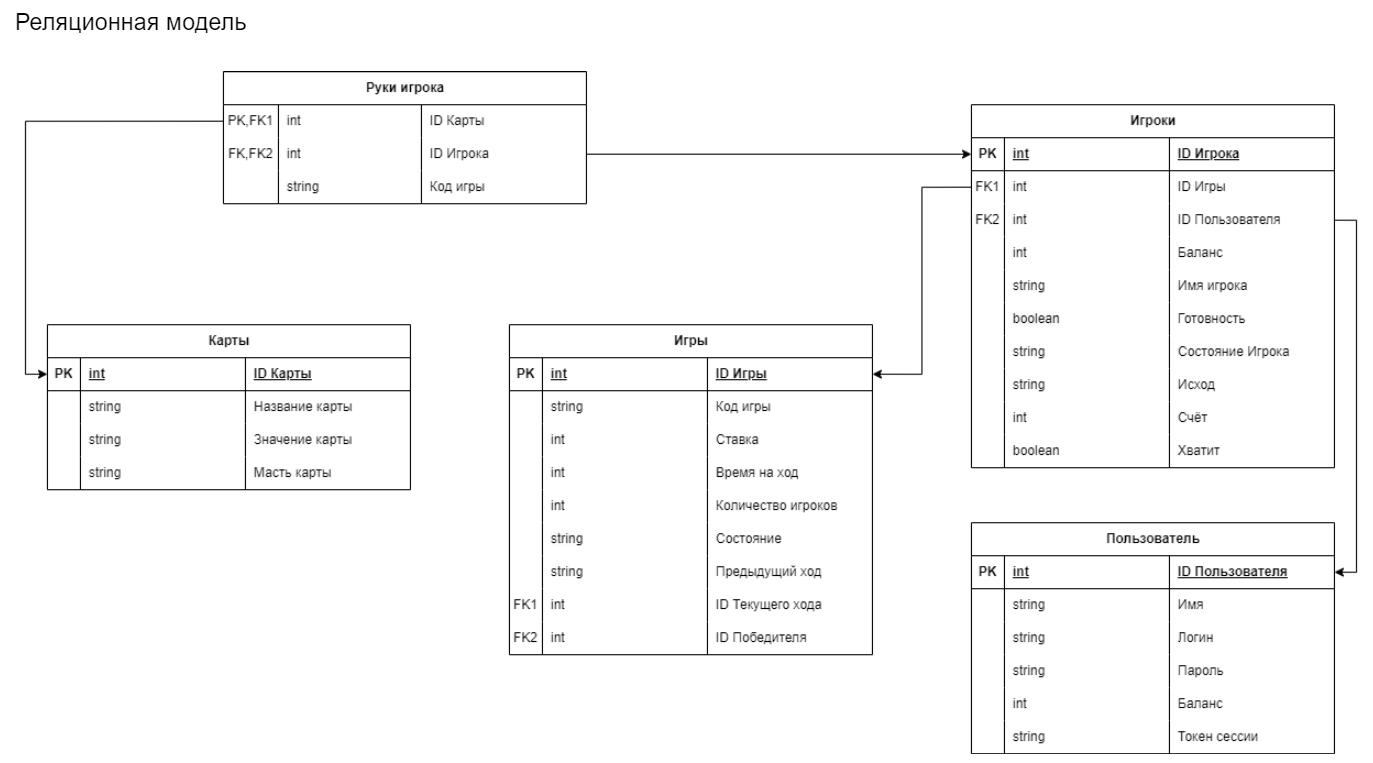 Реляционная модель
Руки игрока
PK,FK1 int ID Карты
FK,FK2 int ID Игрока
string Код игры
Игроки
PK int ID Игрока
FK1 int ID Игры
FK2 int ID Пользователя
int Баланс
string Имя игрока
boolean Готовность
string Состояние Игрока
string Исход
int Счёт
boolean Хватит
Карты
PK int ID Карты
string Название карты
string Значение карты
string Масть карты
Игры
PK int ID Игры
string Код игры
int Ставка
int Время на ход
int Количество игроков
string Состояние
string Предыдущий ход
FK1 int ID Текущего хода
FK2 int ID Победителя
Пользователь
PK int ID Пользователя
string Имя
string Логин
string Пароль
int Баланс
string Токен сессии